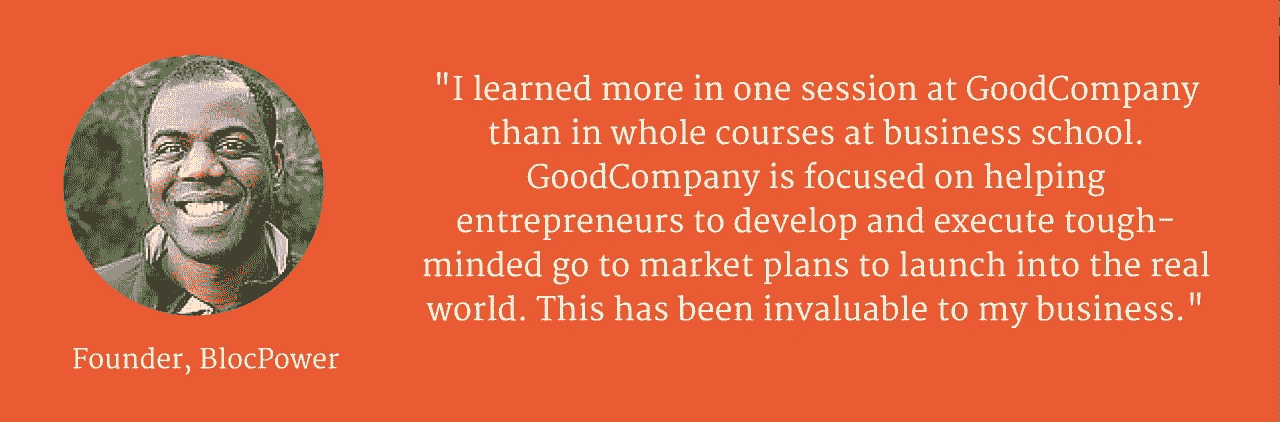 "I learned more in one session at GoodCompany
than in whole courses at business school.
GoodCompany is focused on helping
entrepreneurs to develop and execute tough-
minded go to market plans to launch into the real
world. This has been invaluable to my business."
Founder, BlocPower